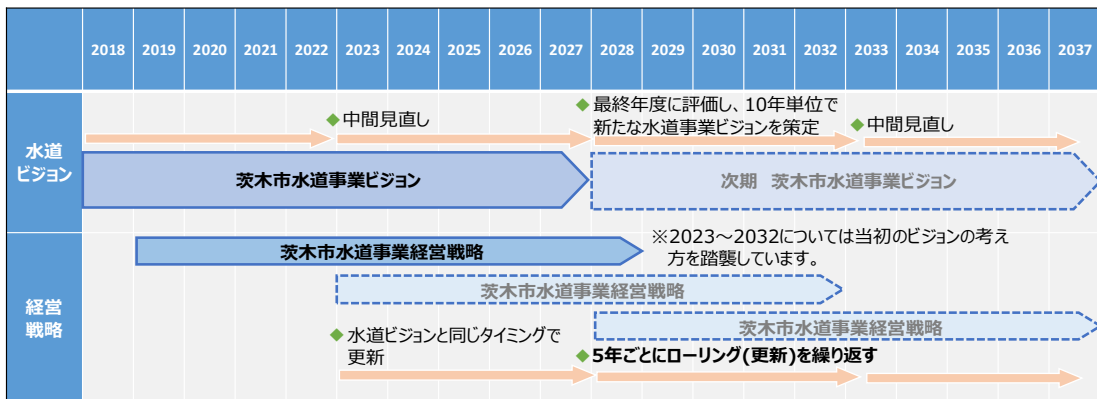 2018 2019 2020 2021 2022 2023 2024 2025 2026 2027 2028 2029 2030 2031 2032 2033 2034 2035 2036 2037
水道
ビジョン
◆中間見直し
◆最終年度に評価し、10年単位で
新たな水道事業ビジョンを策定
◆中間見直し
茨木市水道事業ビジョン
次期 茨木市水道事業ビジョン
経営
戦略
茨木市水道事業経営戦略
※2023～2032については当初のビジョンの考え
方を踏襲しています。
茨木市水道事業経営戦略
茨木市水道事業経営戦略
◆水道ビジョンと同じタイミングで
更新
◆5年ごとにローリング(更新)を繰り返す